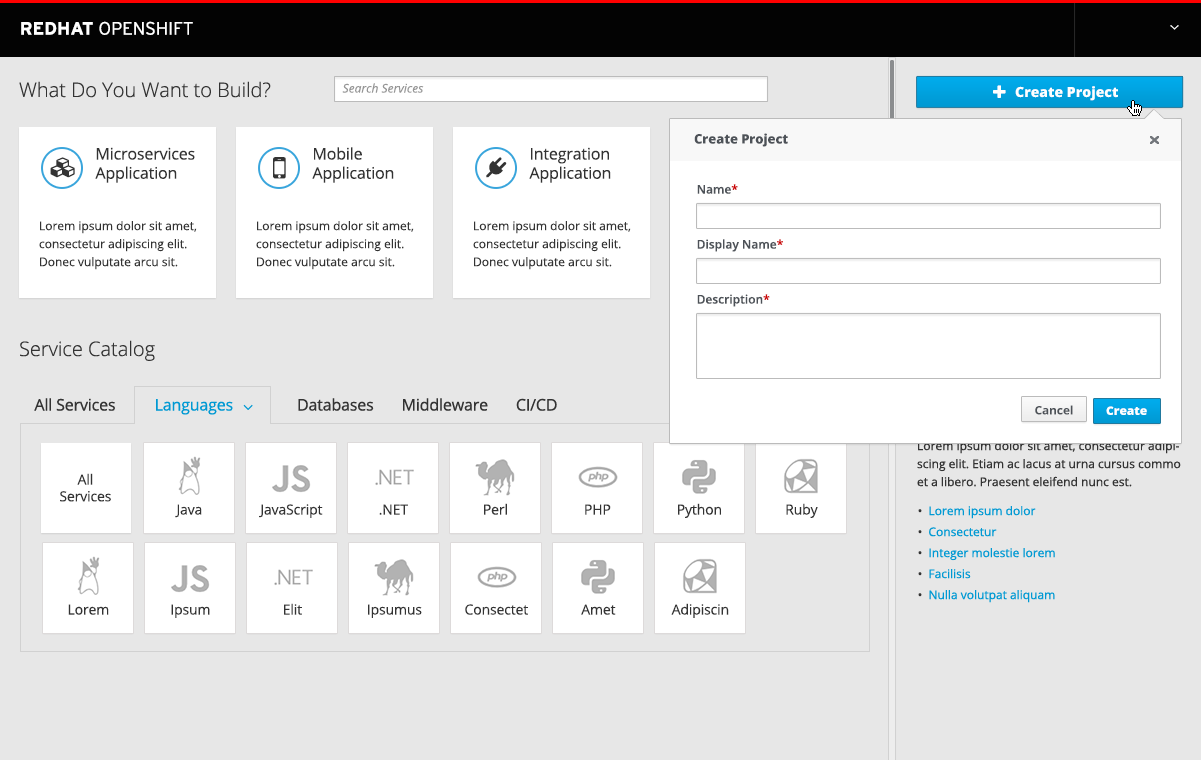 REDHAT OPENSHIFT
What Do You Want to Build?
Search Services
Create Project
Microservices
Application
Lorem ipsum dolor sit amet,
consectetur adipiscing elit.
Donec vulputate arcu sit.
Mobile
Application
Lorem ipsum dolor sit amet,
consectetur adipiscing elit.
Donec vulputate arcu sit.
Integration
Application
Lorem ipsum dolor sit amet,
consectetur adipiscing elit.
Donec vulputate arcu sit.
Create Project
Name*
Display Name*
Description*
Cancel
Create
Service Catalog
All Services
Languages
Databases
Middleware
CI/CD
All
Services
Java
JS
JavaScript
.NET
.NET
Perl
php
PHP
Python
Ruby
Lorem
JS
Ipsum
.NET
Elit
Ipsumus
php
Consectet
Amet
Adipiscin
Lorem ipsum dolor sit amet, consectetur adipi-
scing elit. Etiam ac lacus at urna cursus commo
et a libero. Praesent eleifend nunc est.
• Lorem ipsum dolor
• Consectetur
• Integer molestie lorem
• Facilisis
• Nulla volutpat aliquam